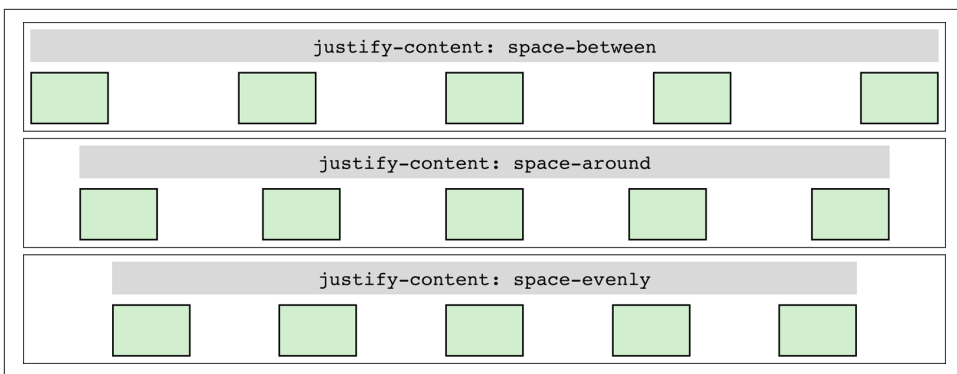 justify-content: space-between
justify-content: space-around
justify-content: space-evenly